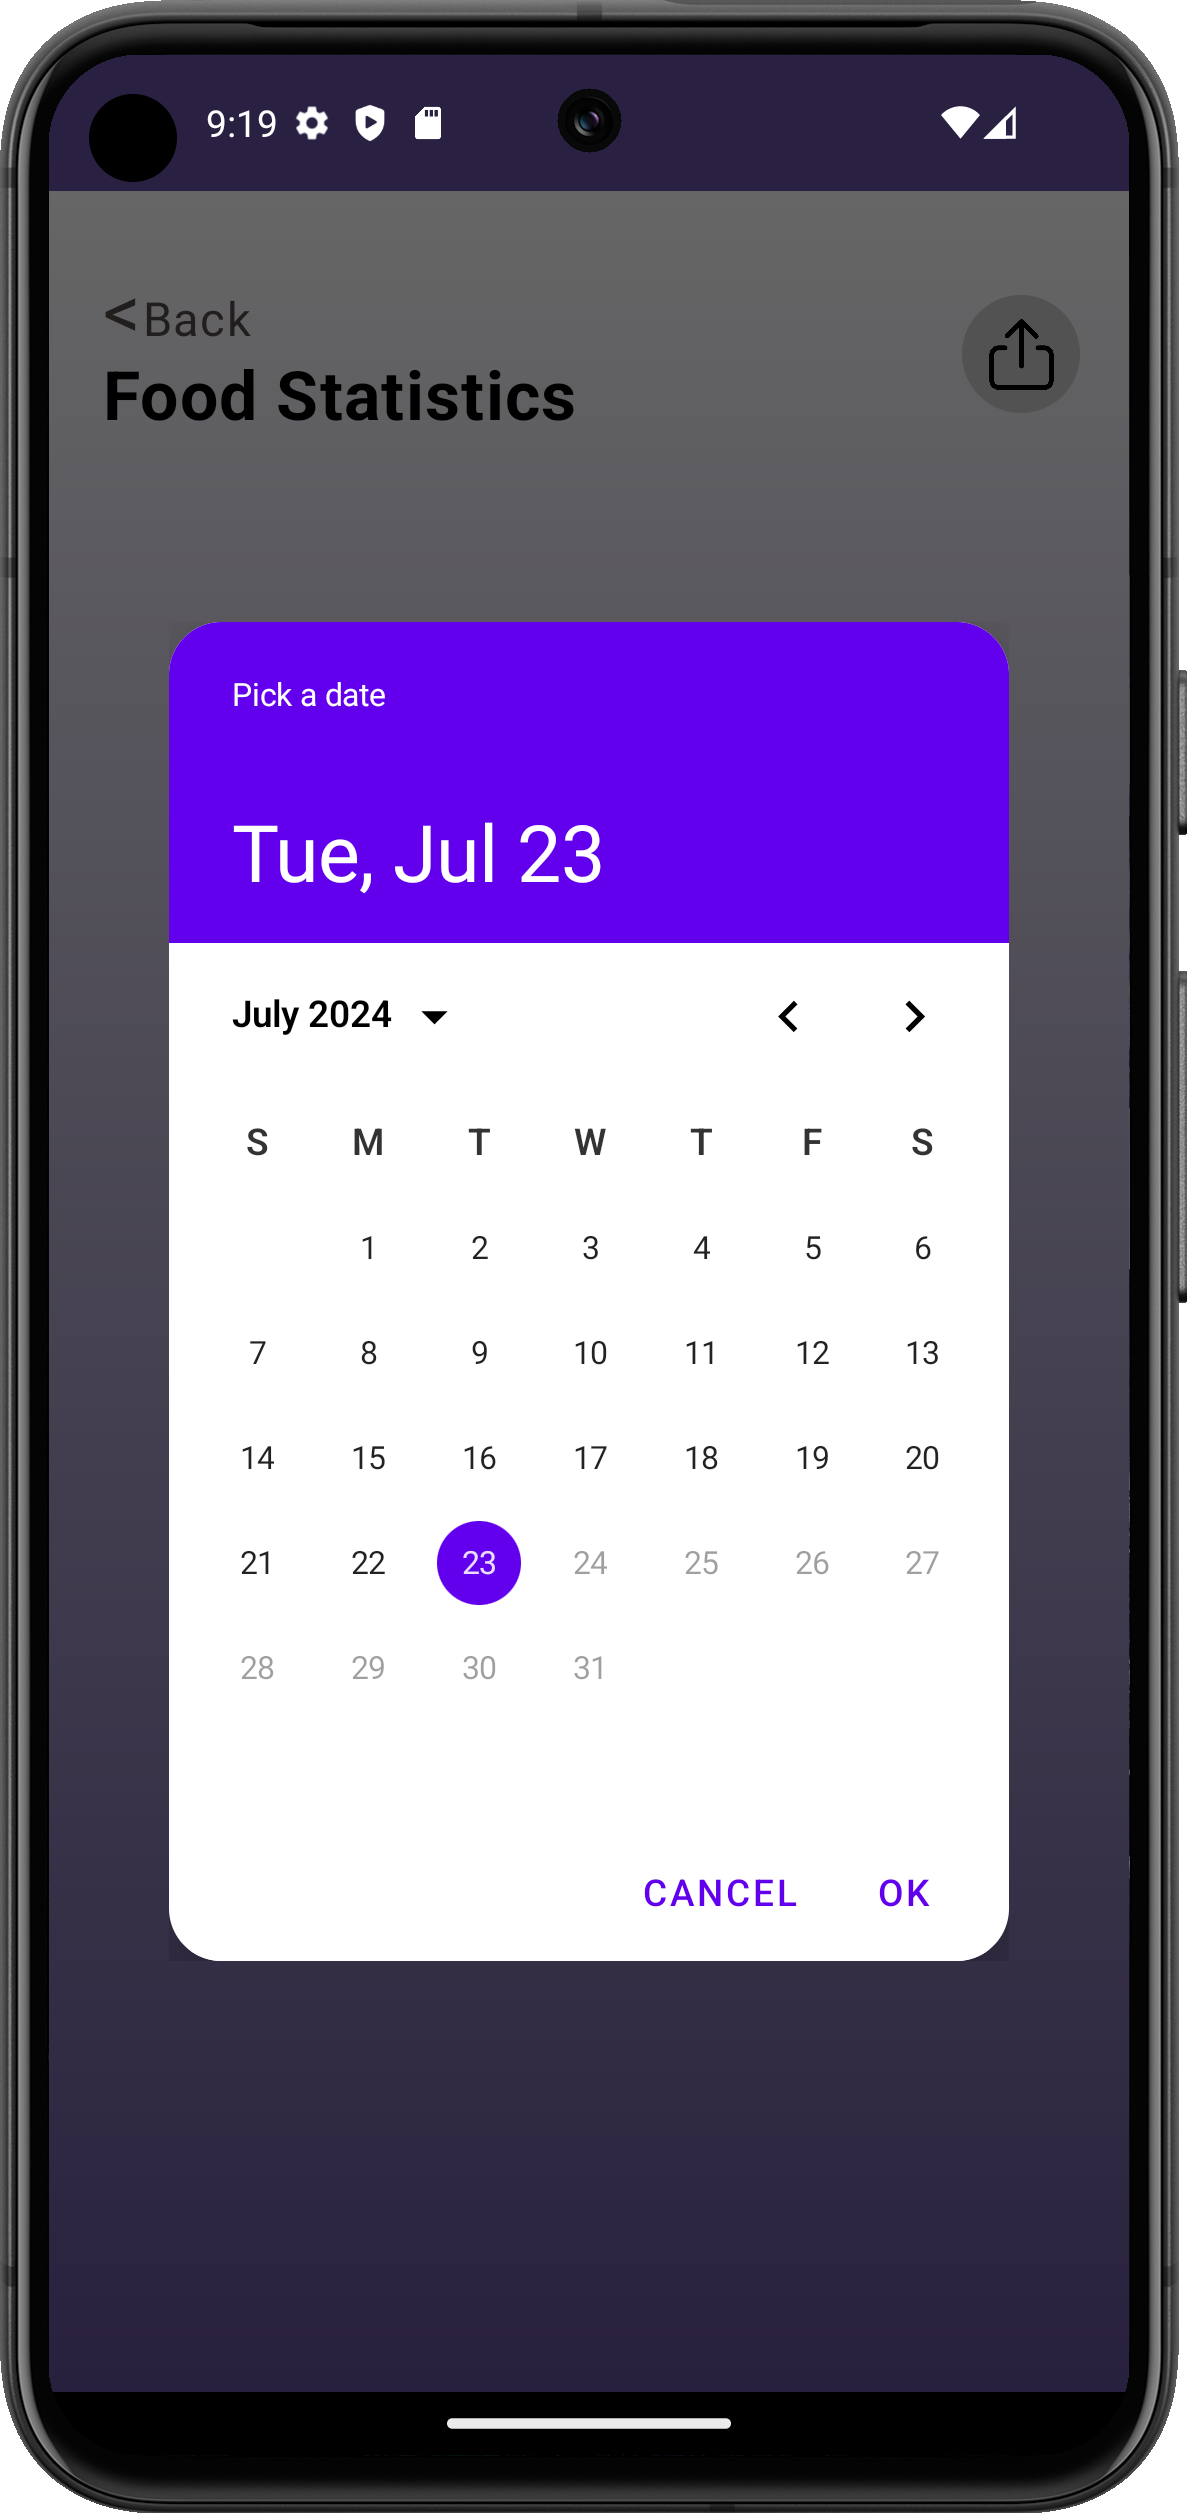 9:19
<Back
Food Statistics
Pick a date
Tue, Jul 23
July 2024
S M T W T F S
1 2 3 4 5 6
7 8 9 10 11 12 13
14 15 16 17 18 19 20
21 22 23 24 25 26 27
28 29 30 31
CANCEL OK